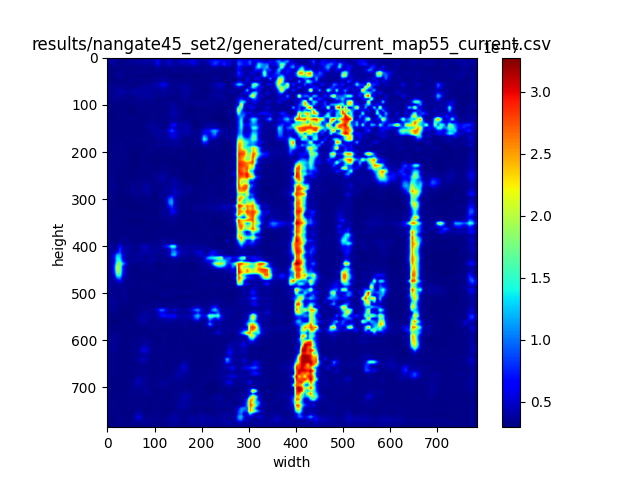 results/nangate45_set2/generated/current_map55_current.csv
1e−7
0
100
200
300
400
500
600
700
height
0 100 200 300 400 500 600 700
width
3.0
2.5
2.0
1.5
1.0
0.5